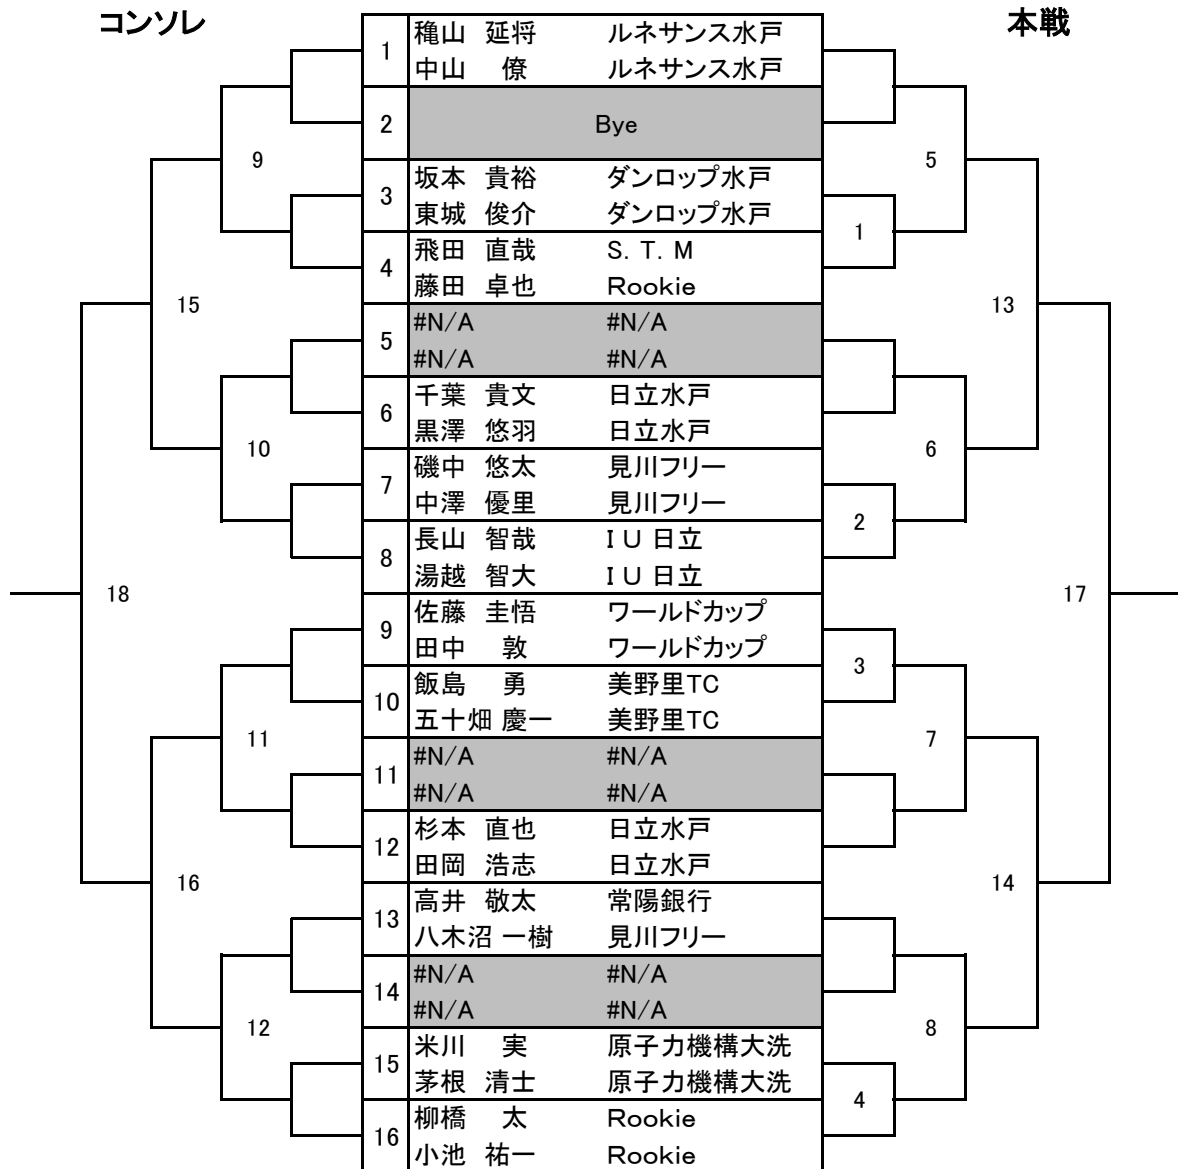 コンソレ 本戦
1 穐山 延将 ルネサンス水戸
中山 僚 ルネサンス水戸
2 Bye
9 5
3 坂本 貴裕 ダンロップ水戸
東城 俊介 ダンロップ水戸
1
4 飛田 直哉 S. T. M
藤田 卓也 Rookie
15 13
5 #N/A #N/A
#N/A #N/A
6 千葉 貴文 日立水戸
黒澤 悠羽 日立水戸
10 6
7 磯中 悠太 見川フリー
中澤 優里 見川フリー
2
8 長山 智哉 I U 日立
湯越 智大 I U 日立
18 17
9 佐藤 圭悟 ワールドカップ
田中 敦 ワールドカップ
3
10 飯島 勇 美野里TC
五十畑 慶一 美野里TC
11 7
11 #N/A #N/A
#N/A #N/A
12 杉本 直也 日立水戸
田岡 浩志 日立水戸
16 14
13 高井 敬太 常陽銀行
八木沼 一樹 見川フリー
14 #N/A #N/A
#N/A #N/A
12 8
15 米川 実 原子力機構大洗
茅根 清士 原子力機構大洗
4
16 柳橋 太 Rookie
小池 祐一 Rookie